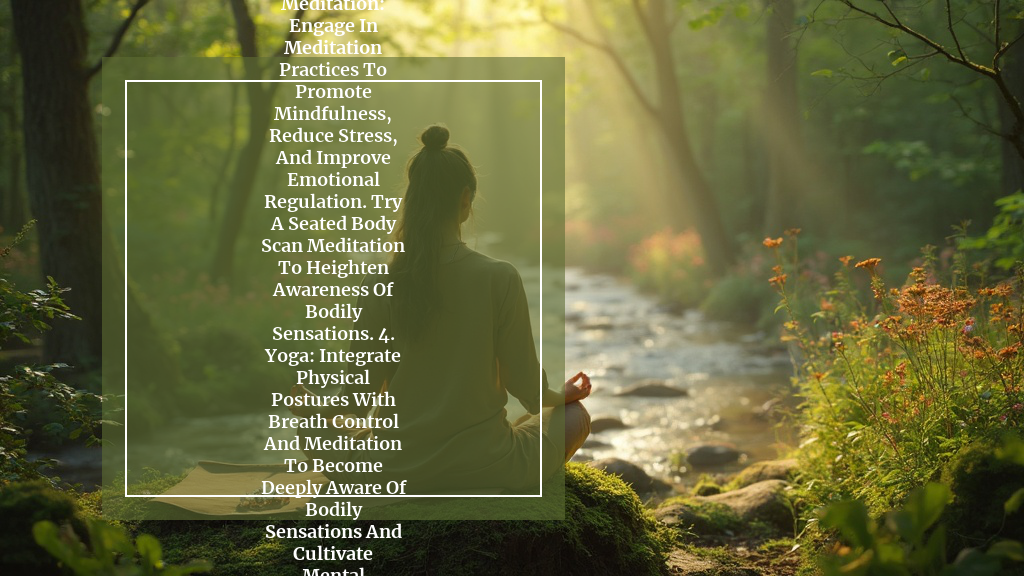 Meditation:
Engage In
Meditation
Practices To
Promote
Mindfulness,
Reduce Stress,
And Improve
Emotional
Regulation. Try
A Seated Body
Scan Meditation
To Heighten
Awareness Of
Bodily
Sensations. 4.
Yoga: Integrate
Physical
Postures With
Breath Control
And Meditation
To Become
Deeply Aware Of
Bodily
Sensations And
Cultivate
Mental